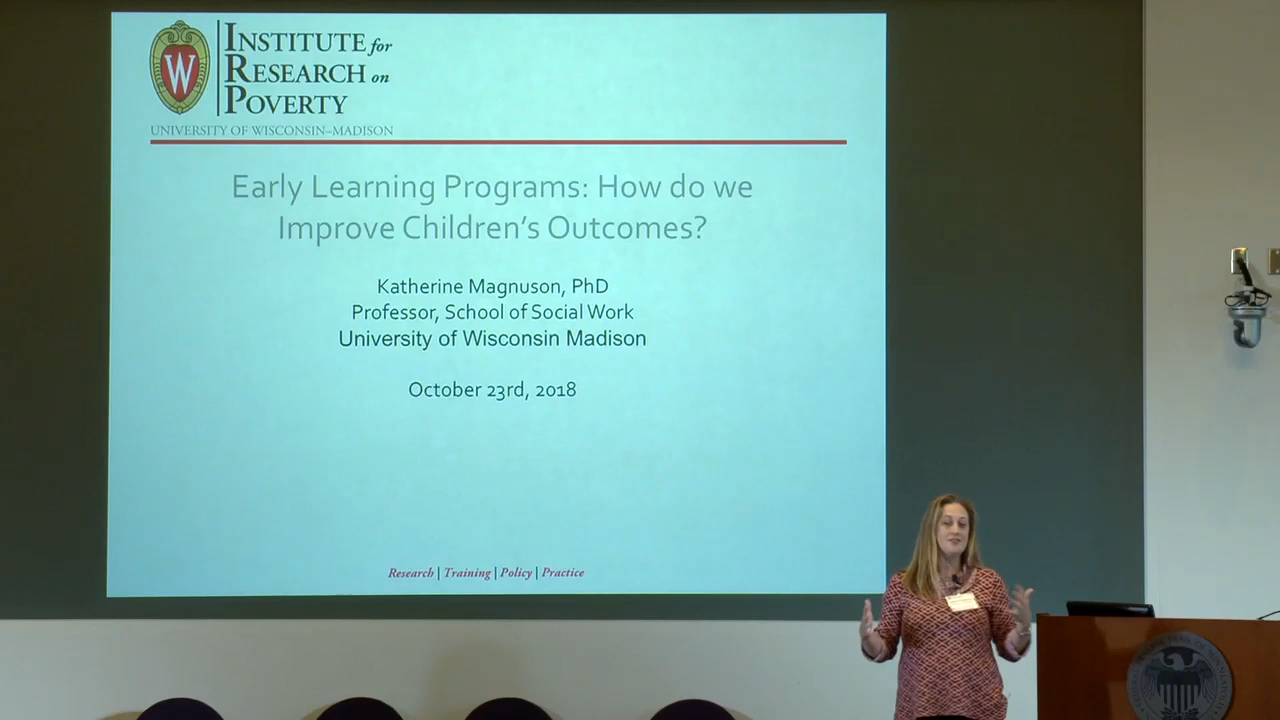 W
INSTITUTE for
RESEARCH on
POVERTY
UNIVERSITY OF WISCONSIN–MADISON
Early Learning Programs: How do we
Improve Children's Outcomes?
Katherine Magnuson, PhD
Professor, School of Social Work
University of Wisconsin Madison
October 23rd, 2018
Research | Training | Policy | Practice